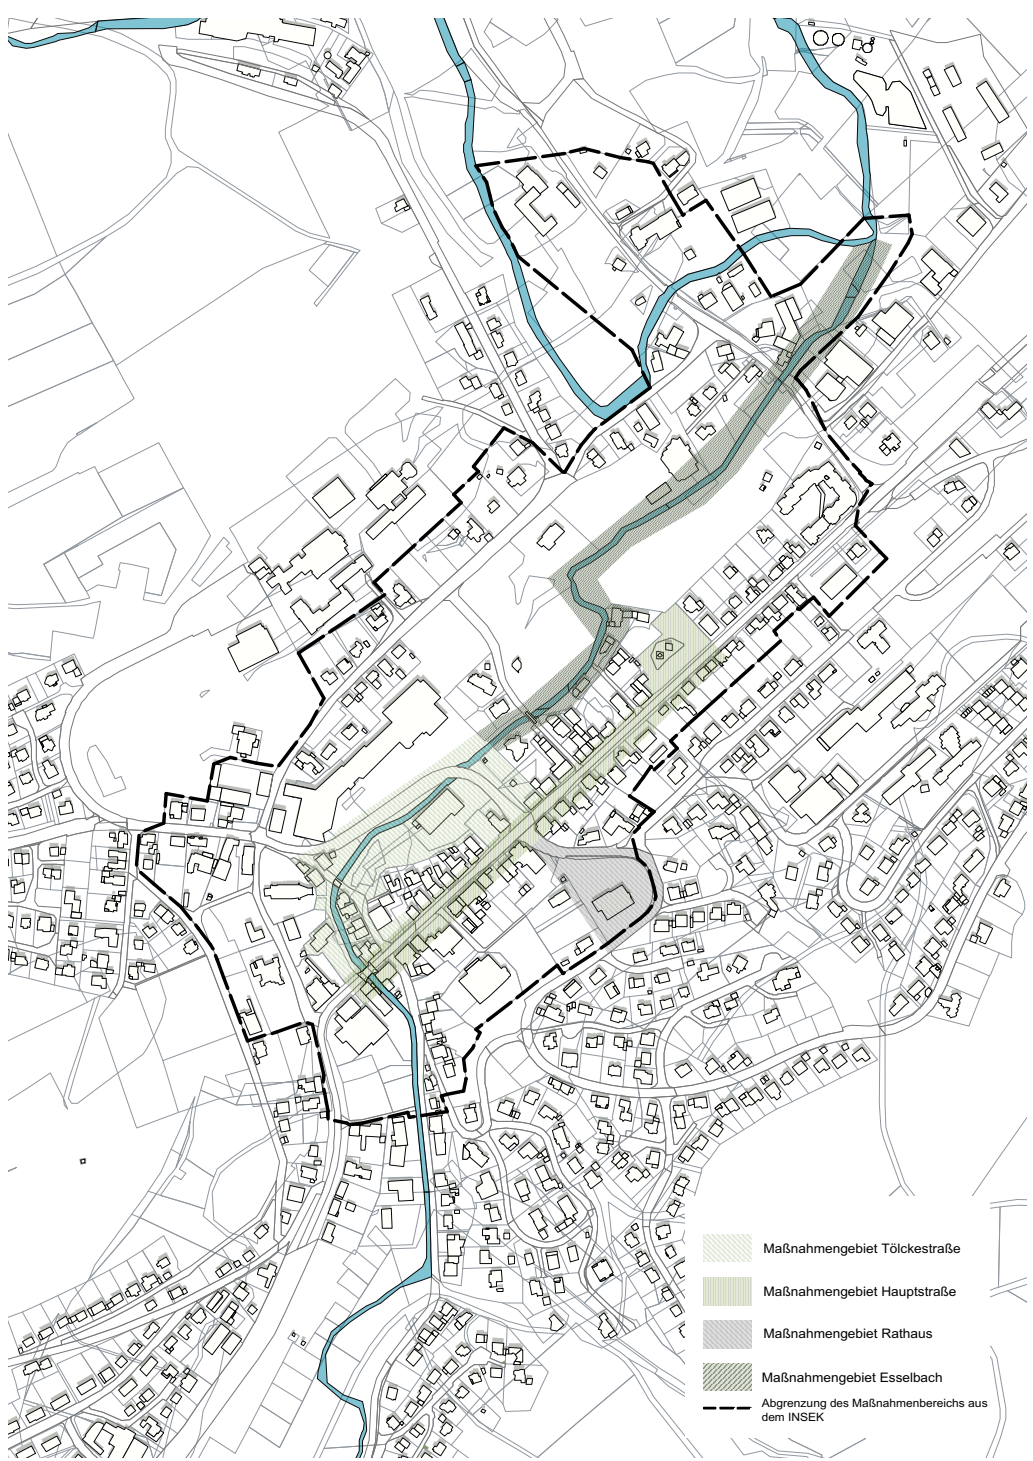 Maßnahmengebiet Tölckestraße
Maßnahmengebiet Hauptstraße
Maßnahmengebiet Rathaus
Maßnahmengebiet Esselbach
Abgrenzung des Maßnahmenbereichs aus
dem INSEK